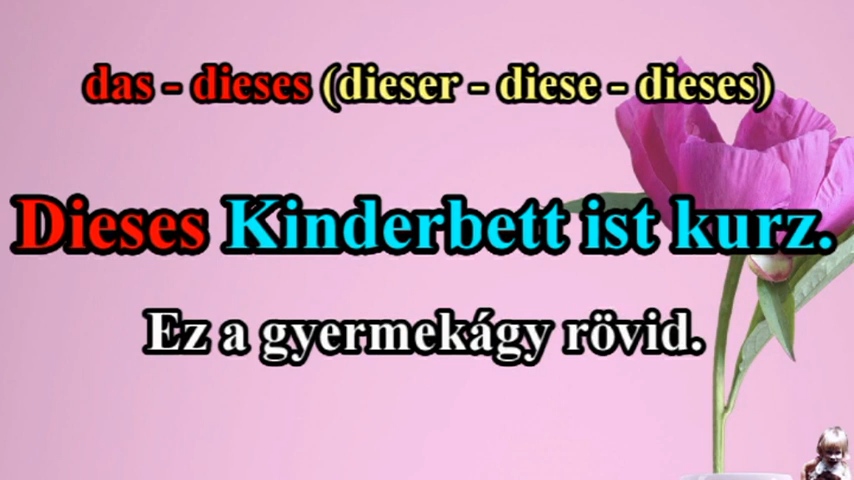 das - dieses (dieser - diese - dieses)
Dieses Kinderbett ist kurz.
Ez a gyermekágy rövid.